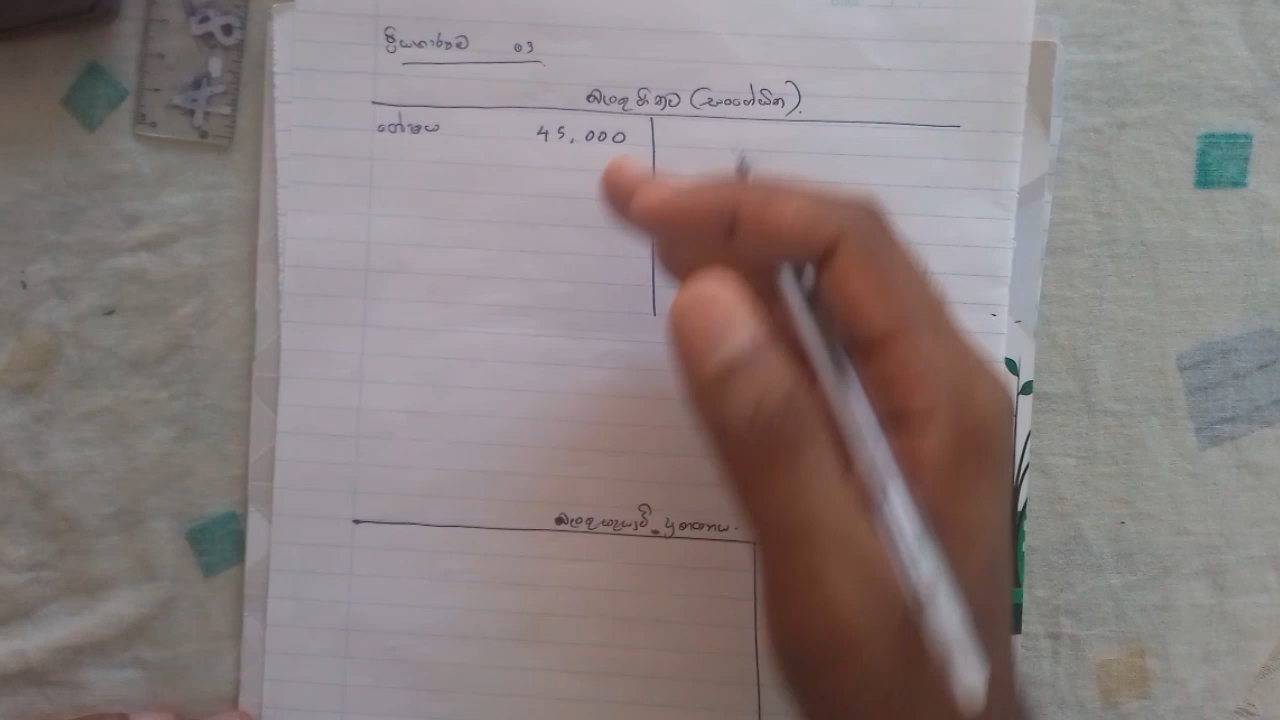 ක්‍රියාකාරකම 03
බැංකු ගිණුම (සංශෝධිත).
ශේෂය 45,000
බැංකු සැසඳුම් ප්‍රකාශය.